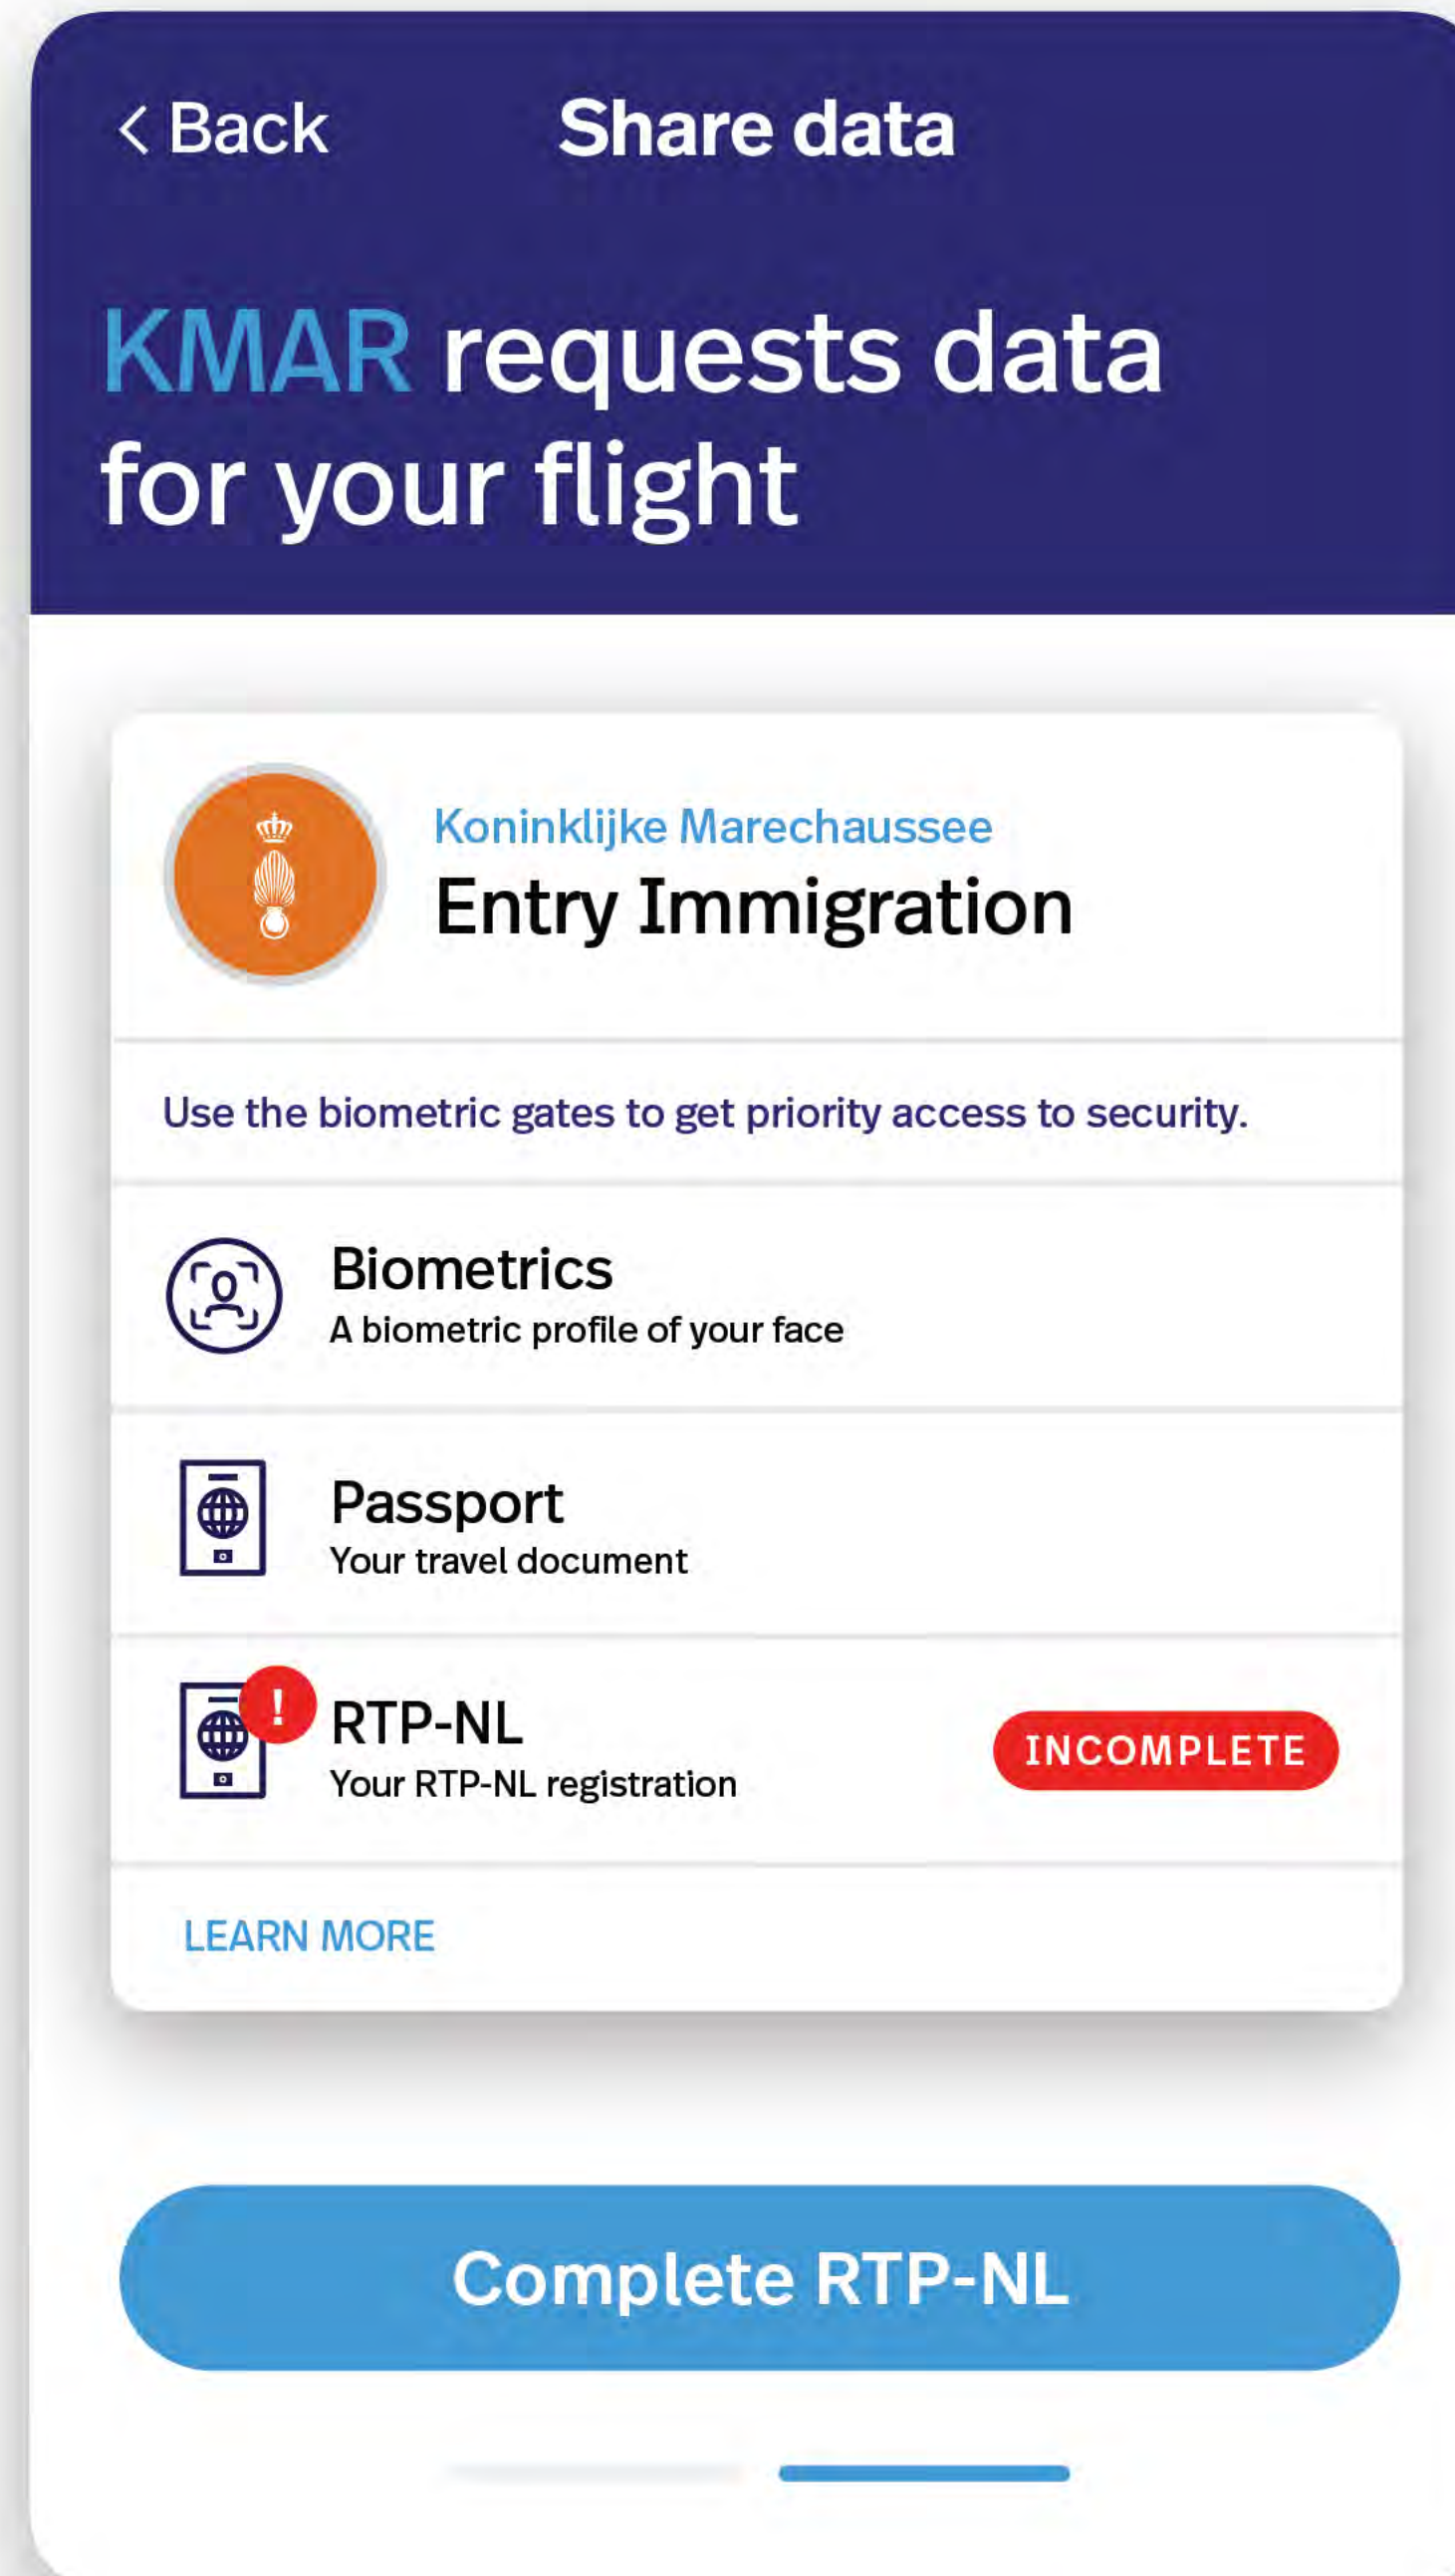 < Back
Share data
KMAR requests data
for your flight
Koninklijke Marechaussee
Entry Immigration
Use the biometric gates to get priority access to security.
Biometrics
A biometric profile of your face
Passport
Your travel document
!
RTP-NL
INCOMPLETE
Your RTP-NL registration
LEARN MORE
Complete RTP-NL